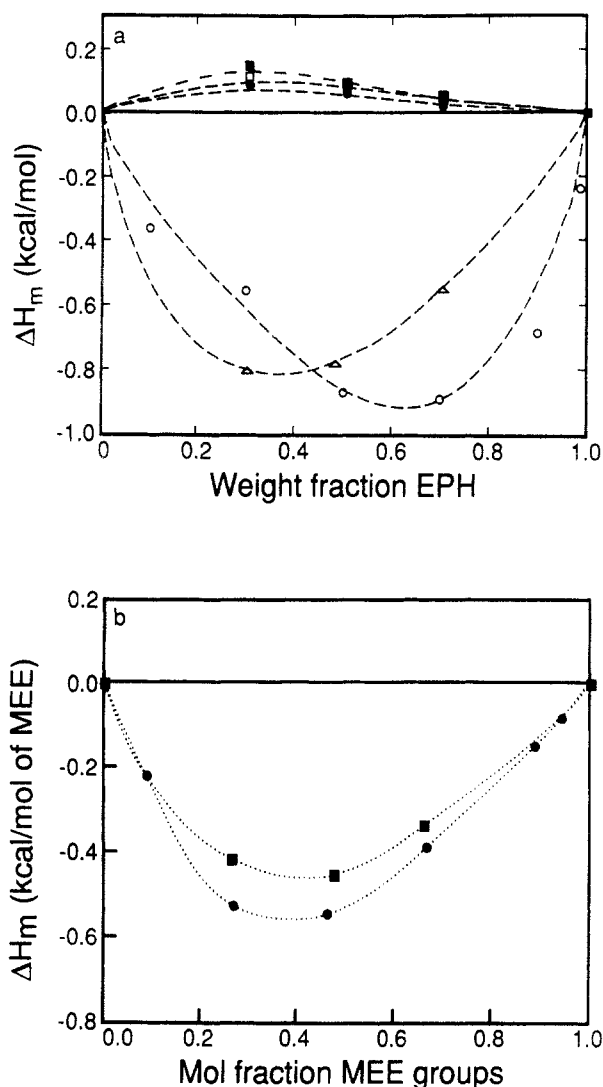 a
0.2
0.0
-0.2
-0.4
-0.6
-0.8
-1.0
ΔHm (kcal/mol)
0 0.2 0.4 0.6 0.8 1.0
Weight fraction EPH
b
0.2
0.0
-0.2
-0.4
-0.6
-0.8
ΔHm (kcal/mol of MEE)
0.0 0.2 0.4 0.6 0.8 1.0
Mol fraction MEE groups